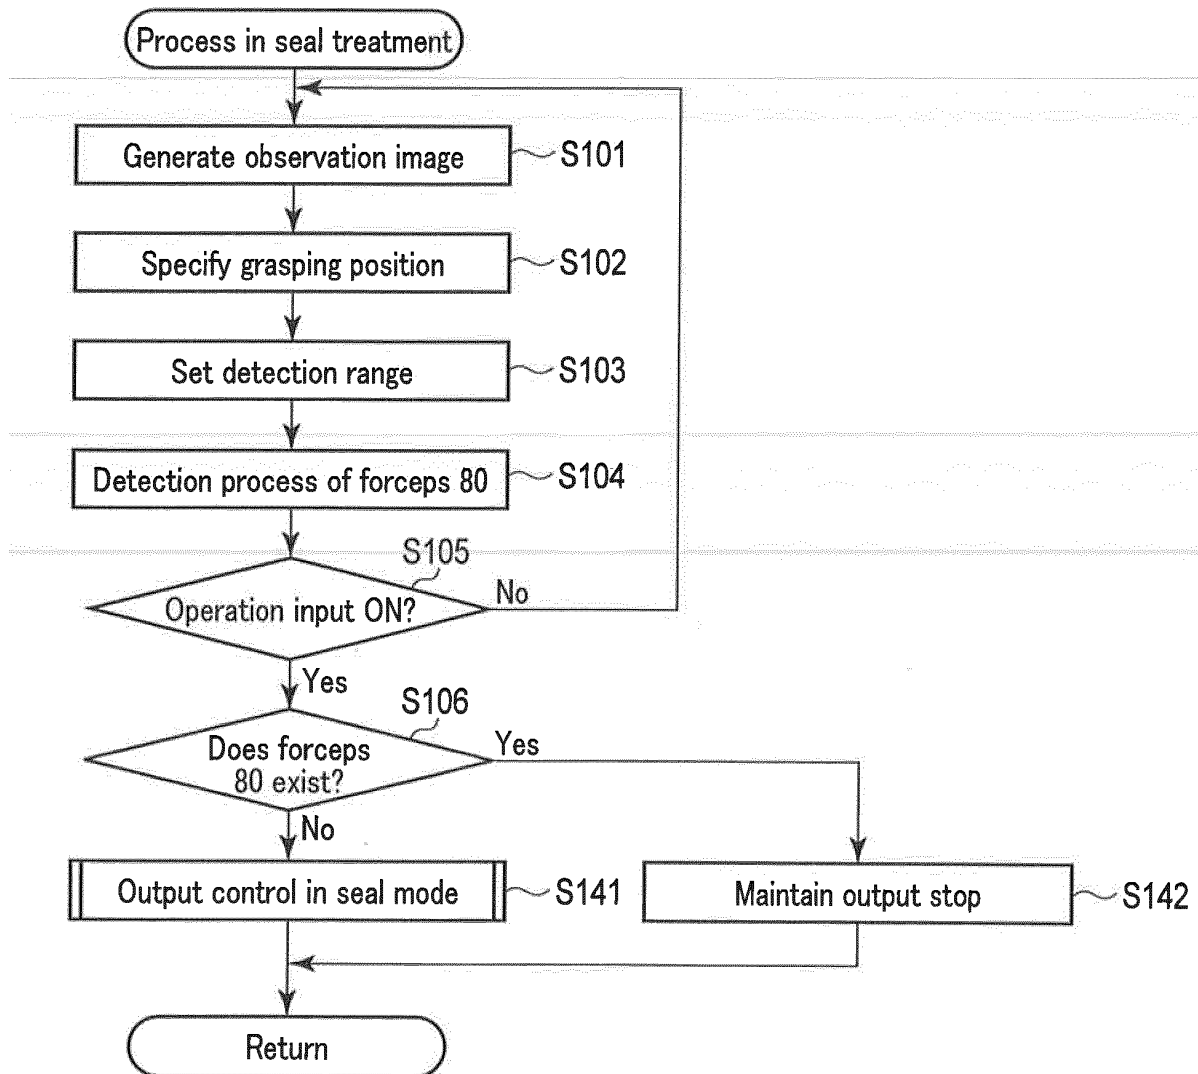 Process in seal treatment
Generate observation image
S101
Specify grasping position
S102
Set detection range
S103
Detection process of forceps 80
S104
S105
Operation input ON?
No
Yes
S106
Does forceps
80 exist?
Yes
No
Output control in seal mode
S141
Maintain output stop
S142
Return